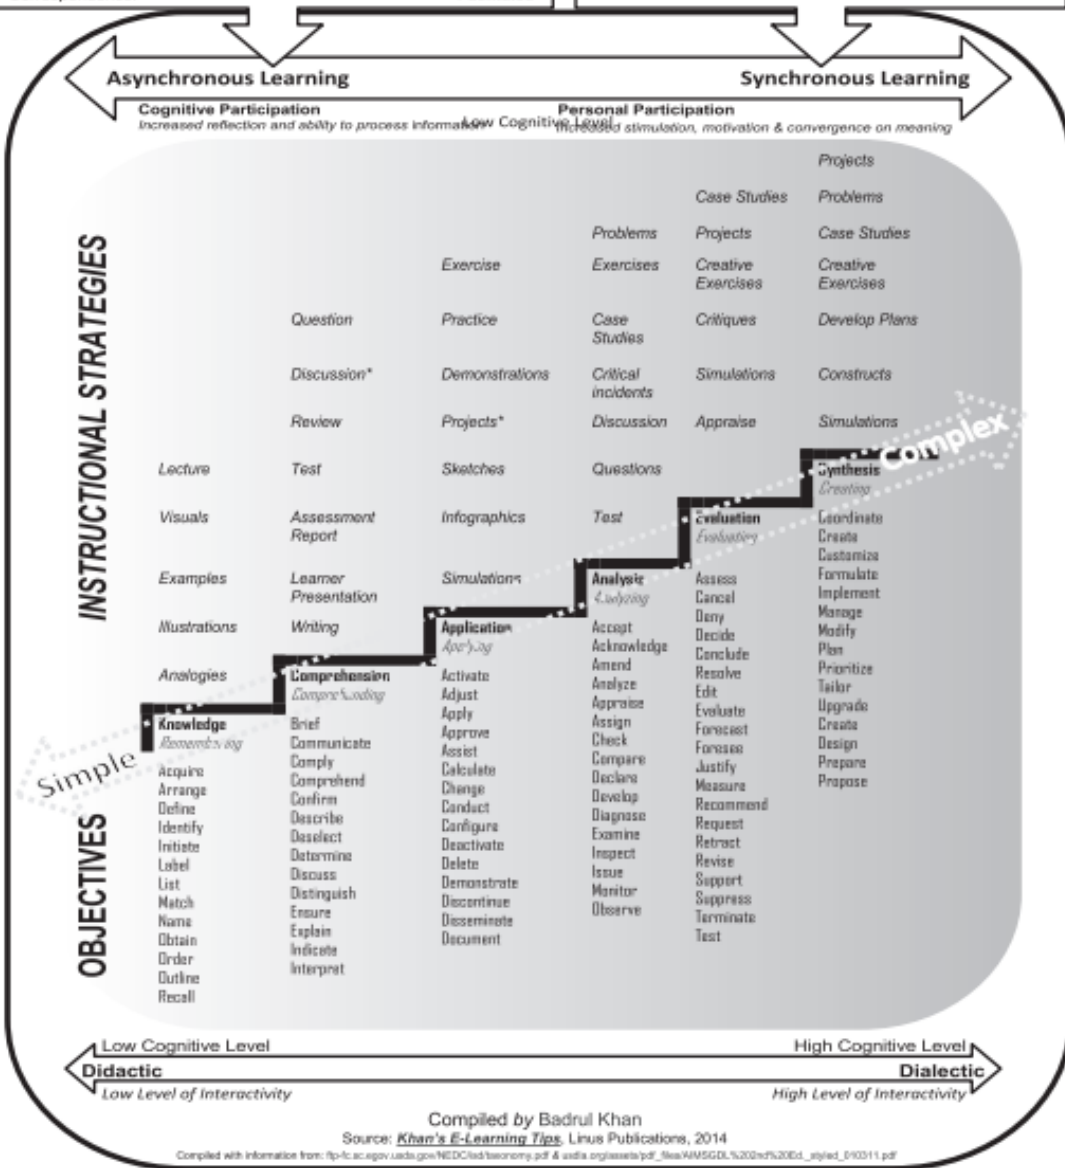 Asynchronous Learning
Synchronous Learning
Cognitive Participation
Personal Participation
Increased reflection and ability to process information
Low Cognitive Level
Increased stimulation, motivation & convergence on meaning
INSTRUCTIONAL STRATEGIES
Lecture
Visuals
Examples
Illustrations
Analogies
Question
Discussion*
Review
Test
Assessment
Report
Learner
Presentation
Writing
Exercise
Practice
Demonstrations
Projects*
Sketches
Infographics
Simulations
Problems
Exercises
Case
Studies
Critical
incidents
Discussion
Questions
Test
Case Studies
Projects
Creative
Exercises
Critiques
Simulations
Appraise
Projects
Problems
Case Studies
Creative
Exercises
Develop Plans
Constructs
Simulations
Simple
Complex
OBJECTIVES
Knowledge
Remembering
Acquire
Arrange
Define
Identify
Initiate
Label
List
Match
Name
Obtain
Order
Outline
Recall
Comprehension
Comprehending
Brief
Communicate
Comply
Comprehend
Confirm
Describe
Deselect
Determine
Discuss
Distinguish
Ensure
Explain
Indicate
Interpret
Application
Applying
Activate
Adjust
Apply
Approve
Assist
Calculate
Change
Conduct
Configure
Deactivate
Delete
Demonstrate
Discontinue
Disseminate
Document
Analysis
Analyzing
Accept
Acknowledge
Amend
Analyze
Appraise
Assign
Check
Compare
Declare
Develop
Diagnose
Examine
Inspect
Issue
Monitor
Observe
Evaluation
Evaluating
Assess
Cancel
Deny
Decide
Conclude
Resolve
Edit
Evaluate
Forecast
Foresee
Justify
Measure
Recommend
Request
Retract
Revise
Support
Suppress
Terminate
Test
Synthesis
Creating
Coordinate
Create
Customize
Formulate
Implement
Manage
Modify
Plan
Prioritize
Tailor
Upgrade
Create
Design
Prepare
Propose
Low Cognitive Level
High Cognitive Level
Didactic
Dialectic
Low Level of Interactivity
High Level of Interactivity
Compiled by Badrul Khan
Source: Khan's E-Learning Tips, Linus Publications, 2014
Compiled with information from: